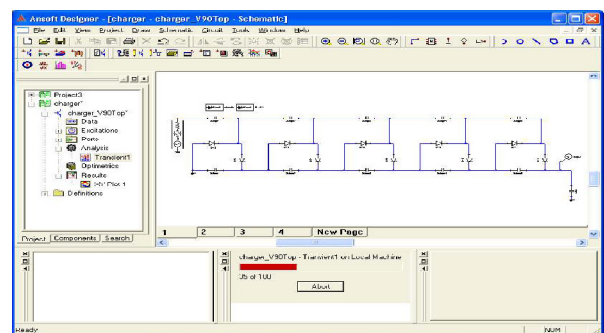 Ansoft Designer - [charger - charger_V90Top - Schematic]
File Edit View Project Draw Schematic Circuit Tools Window Help
Project3
charger*
charger_V90Top*
Data
Excitations
Ports
Analysis
Transient1
Optimetrics
Results
XY Plot 1
Definitions
Project Components Search
1 2 3 4 New Page
charger_V90Top - Transient1 on Local Machine
35 of 100
Abort
Ready
NUM